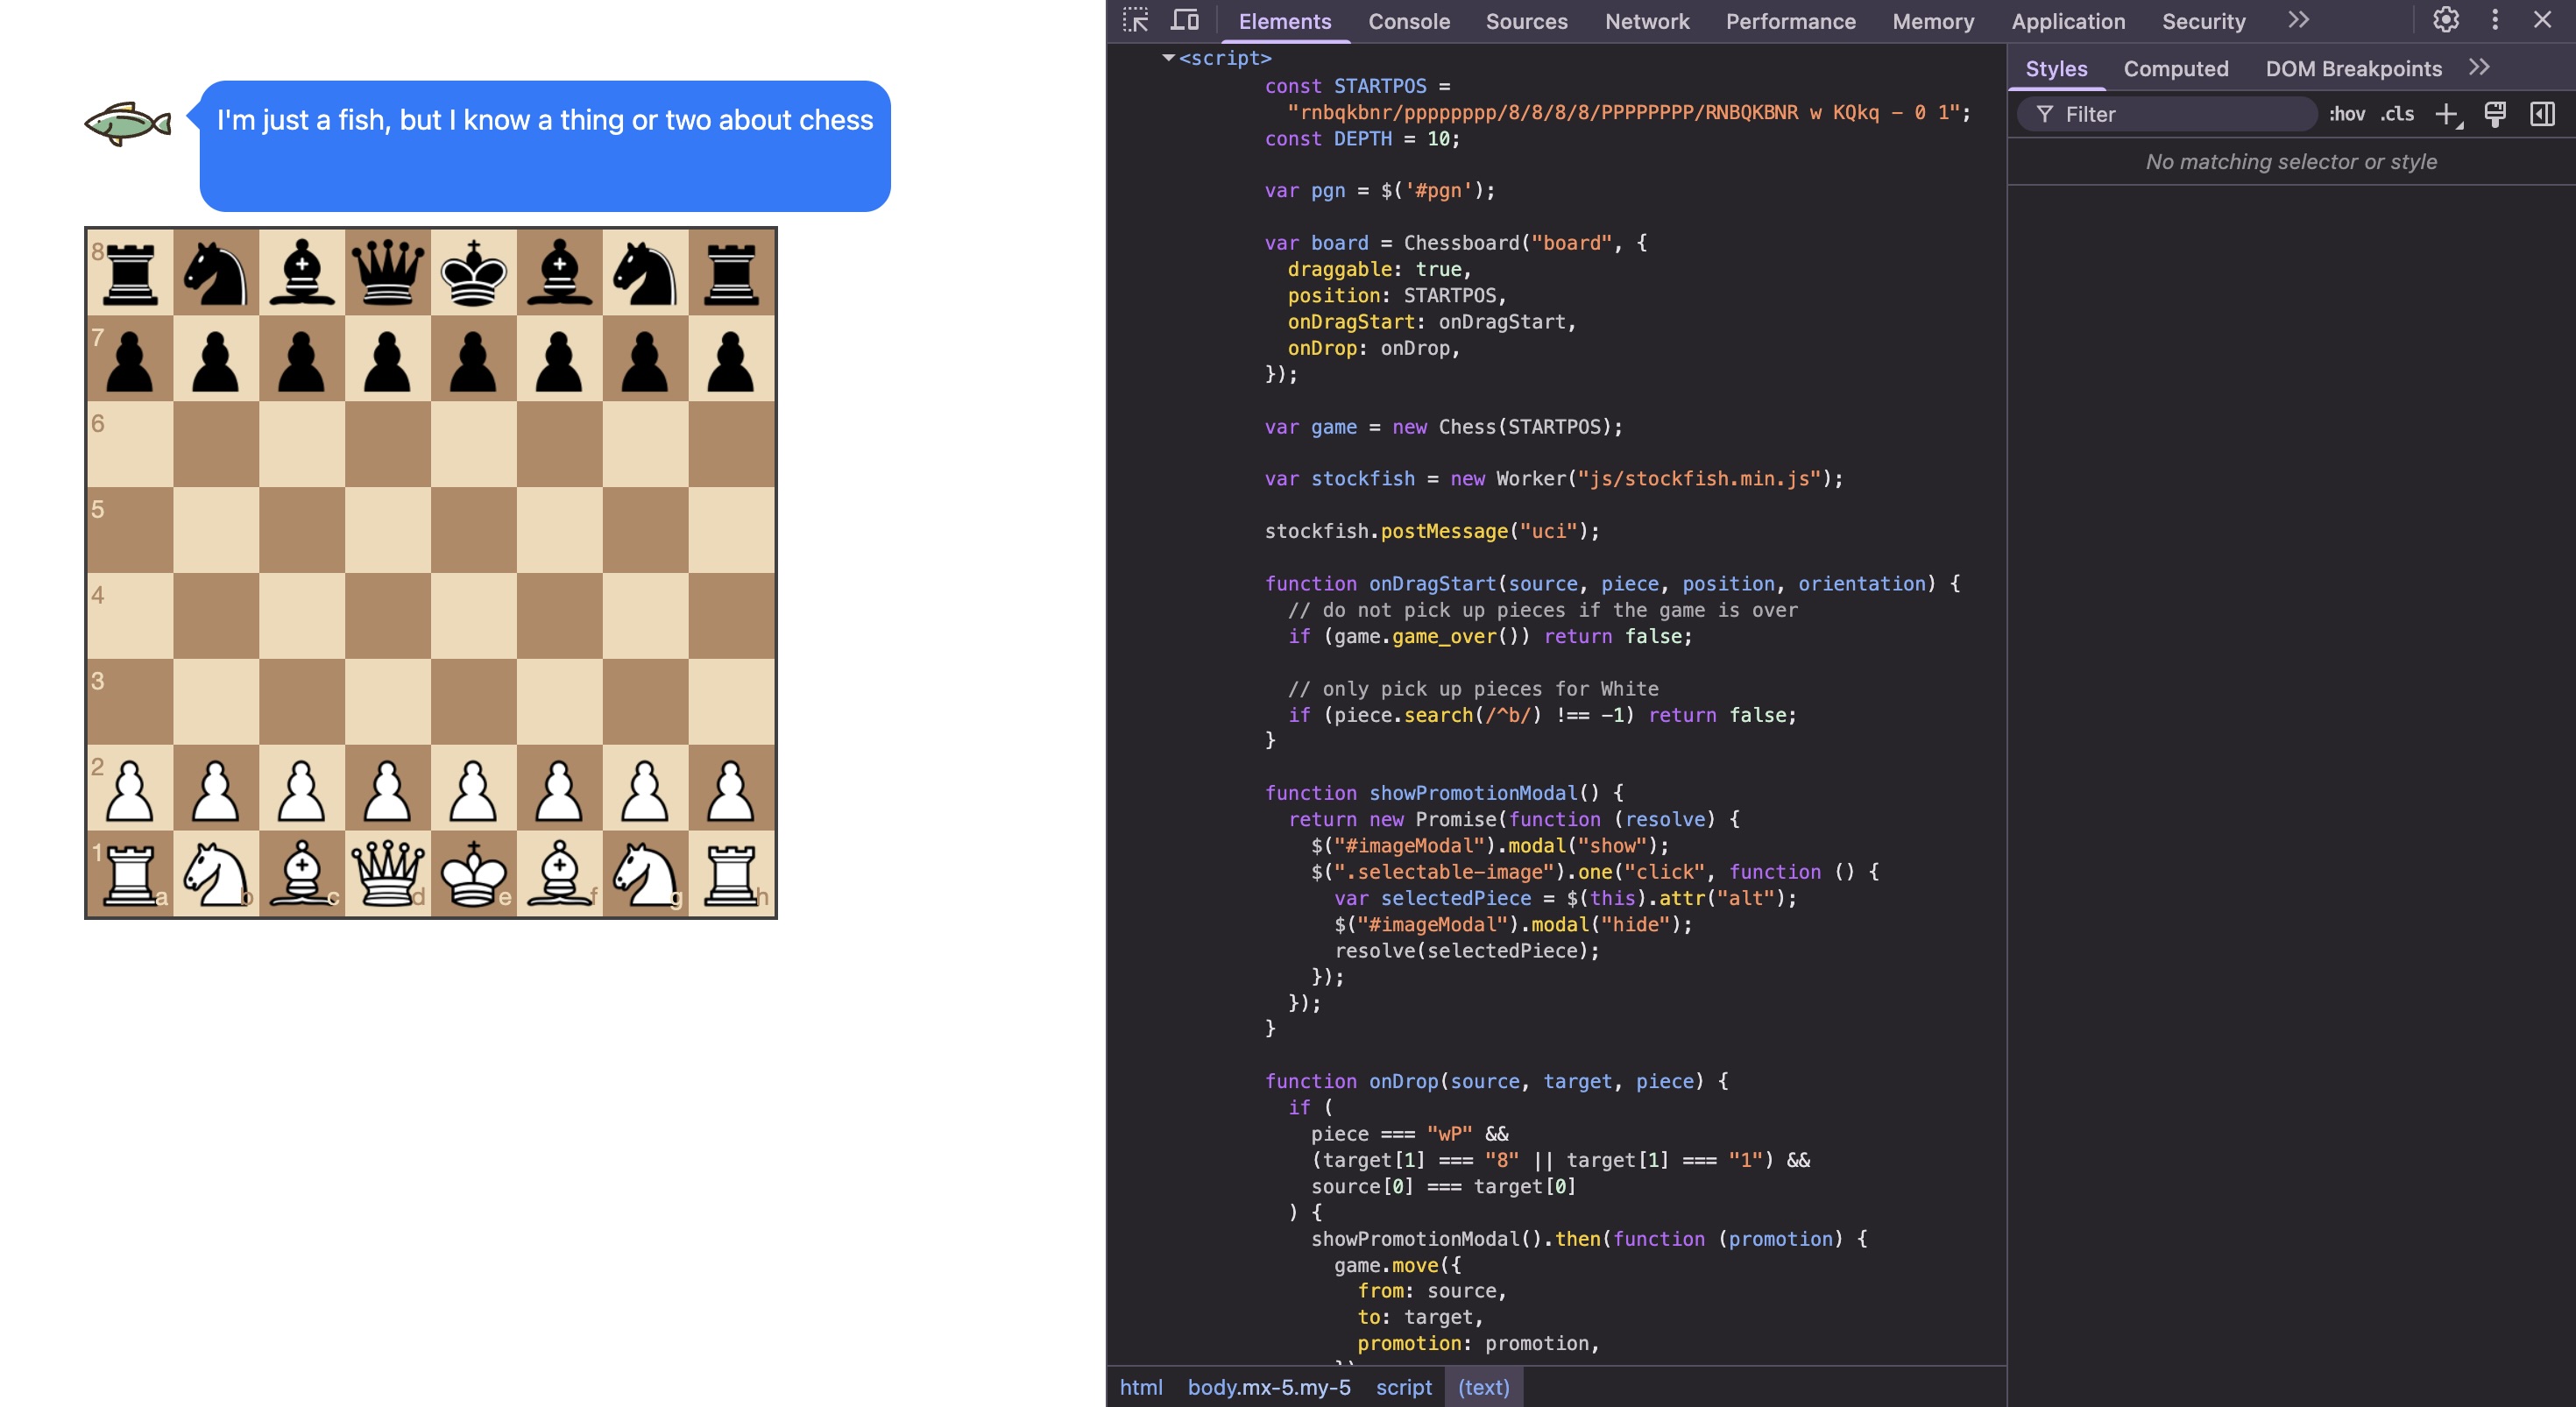 I'm just a fish, but I know a thing or two about chess
8
7
6
5
4
3
2
1
a b c d e f g h
Elements Console Sources Network Performance Memory Application Security
<script>
const STARTPOS =
"rnbqkbnr/pppppppp/8/8/8/8/PPPPPPPP/RNBQKBNR w KQkq - 0 1";
const DEPTH = 10;
var pgn = $('#pgn');
var board = Chessboard("board", {
draggable: true,
position: STARTPOS,
onDragStart: onDragStart,
onDrop: onDrop,
});
var game = new Chess(STARTPOS);
var stockfish = new Worker("js/stockfish.min.js");
stockfish.postMessage("uci");
function onDragStart(source, piece, position, orientation) {
// do not pick up pieces if the game is over
if (game.game_over()) return false;
// only pick up pieces for White
if (piece.search(/^b/) !== -1) return false;
}
function showPromotionModal() {
return new Promise(function (resolve) {
$("#imageModal").modal("show");
$(".selectable-image").one("click", function () {
var selectedPiece = $(this).attr("alt");
$("#imageModal").modal("hide");
resolve(selectedPiece);
});
});
}
function onDrop(source, target, piece) {
if (
piece === "wP" &&
(target[1] === "8" || target[1] === "1") &&
source[0] === target[0]
) {
showPromotionModal().then(function (promotion) {
game.move({
from: source,
to: target,
promotion: promotion,
html body.mx-5.my-5 script (text)
Styles Computed DOM Breakpoints
Filter :hov .cls
No matching selector or style